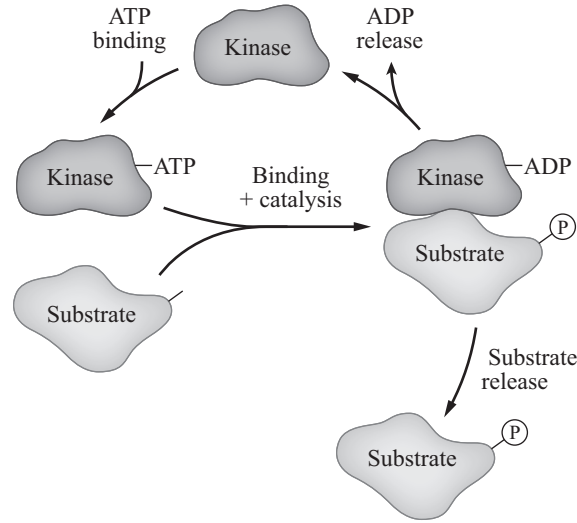 ATP
binding
Kinase
ADP
release
Kinase
ATP
Binding
+ catalysis
Kinase
ADP
Substrate
P
Substrate
Substrate
release
Substrate
P